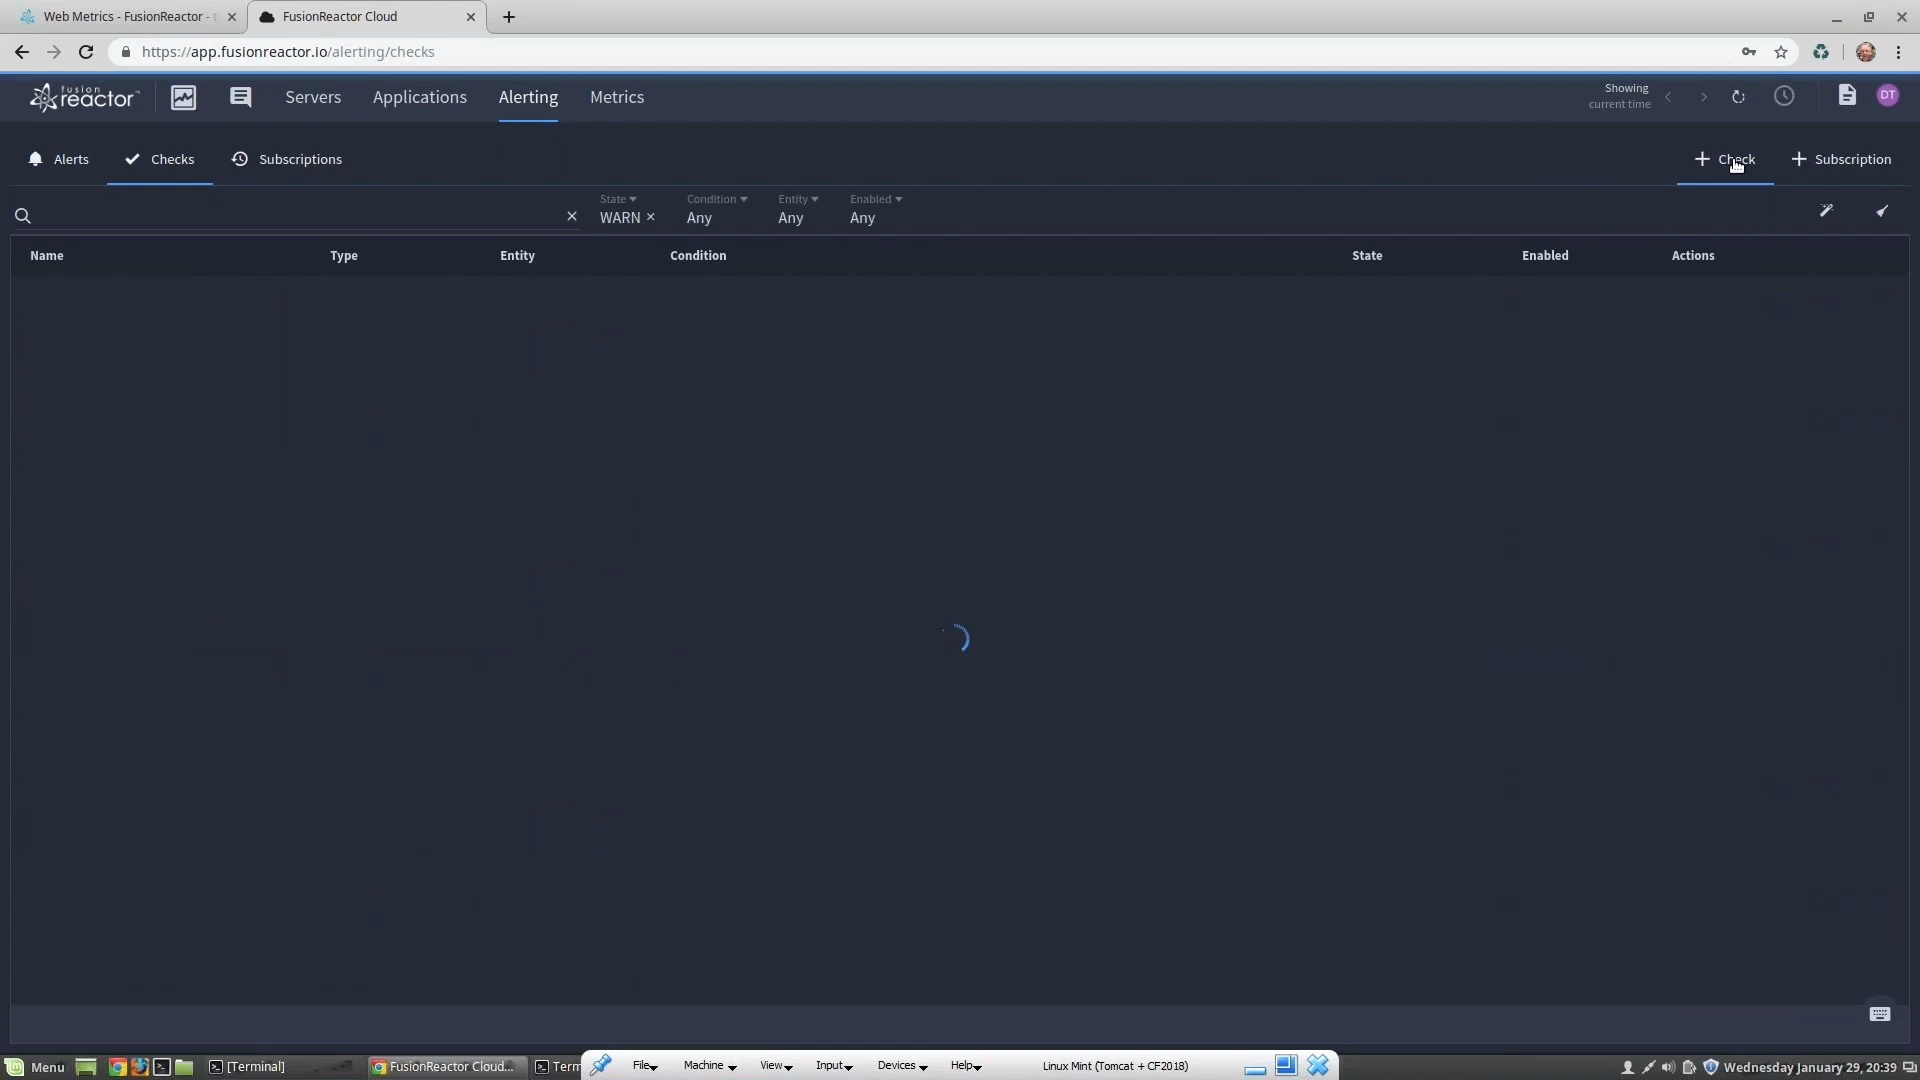 Web Metrics - FusionReactor -
FusionReactor Cloud
https://app.fusionreactor.io/alerting/checks
fusion
reactor
Servers
Applications
Alerting
Metrics
Showing
current time
DT
Alerts
Checks
Subscriptions
Check
Subscription
State
WARN
Condition
Any
Entity
Any
Enabled
Any
Name
Type
Entity
Condition
State
Enabled
Actions
Menu
[Terminal]
FusionReactor Cloud...
Term
File
Machine
View
Input
Devices
Help
Linux Mint (Tomcat + CF2018)
Wednesday January 29, 20:39